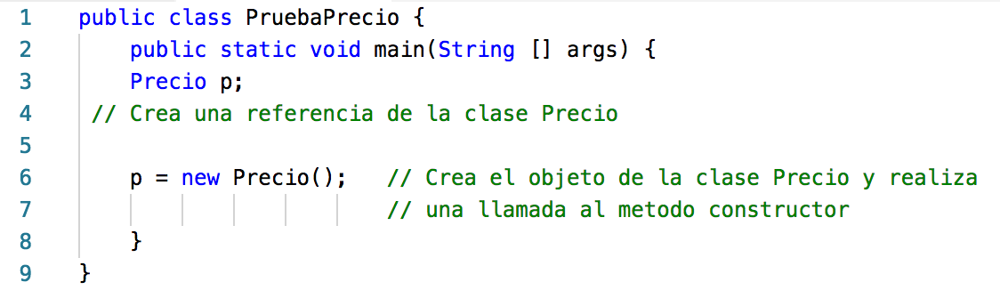 1 public class PruebaPrecio {
2 public static void main(String [] args) {
3 Precio p;
4 // Crea una referencia de la clase Precio
5
6 p = new Precio(); // Crea el objeto de la clase Precio y realiza
7 // una llamada al metodo constructor
8 }
9 }